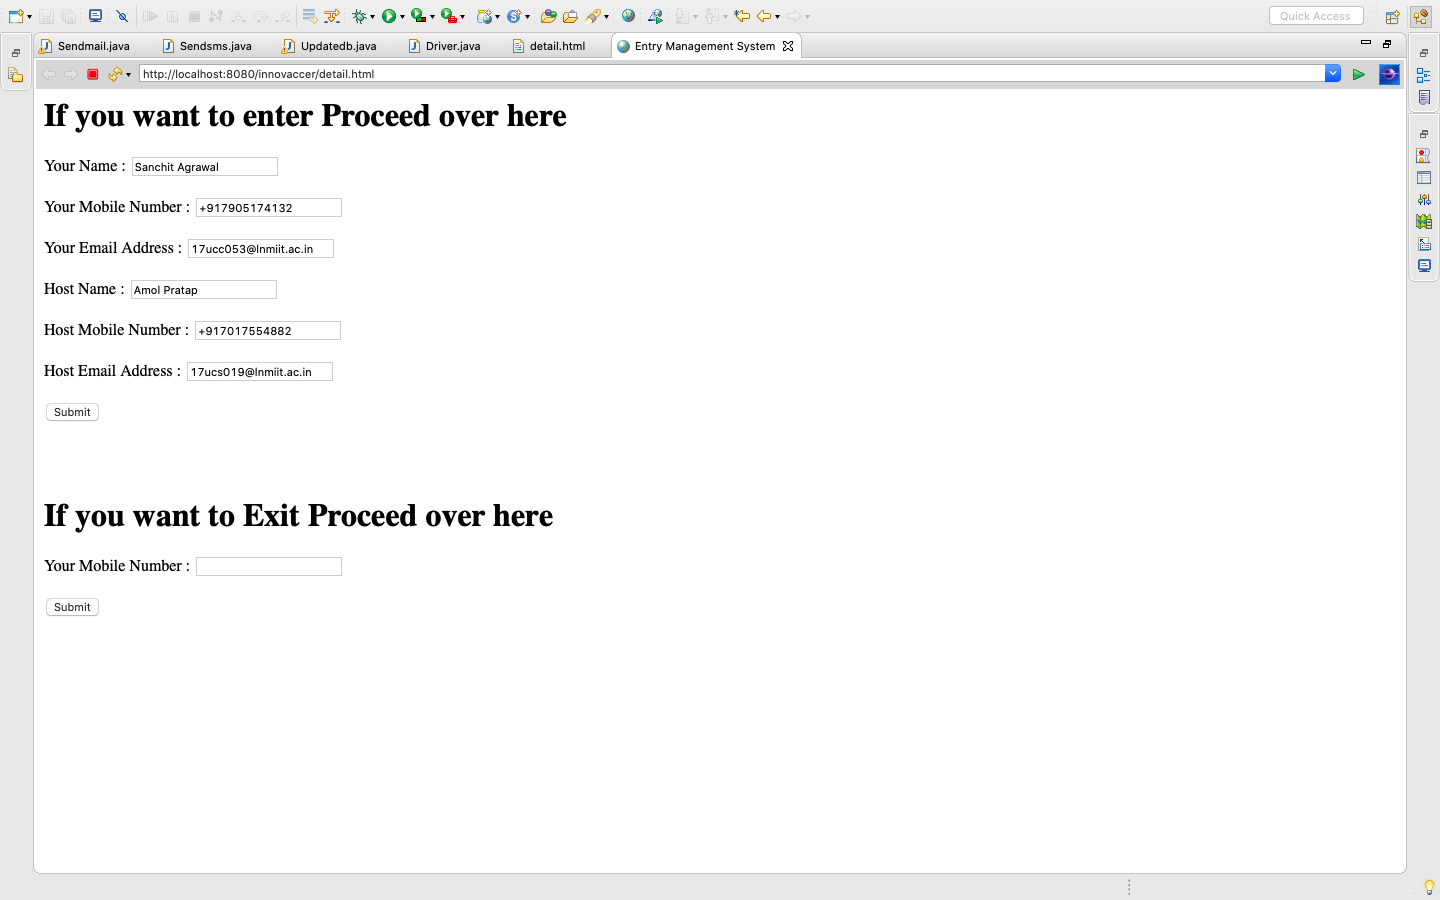 Quick Access
Sendmail.java
Sendsms.java
Updatedb.java
Driver.java
detail.html
Entry Management System
http://localhost:8080/innovaccer/detail.html
If you want to enter Proceed over here
Your Name : Sanchit Agrawal
Your Mobile Number : +917905174132
Your Email Address : 17ucc053@lnmiit.ac.in
Host Name : Amol Pratap
Host Mobile Number : +917017554882
Host Email Address : 17ucs019@lnmiit.ac.in
Submit
If you want to Exit Proceed over here
Your Mobile Number :
Submit